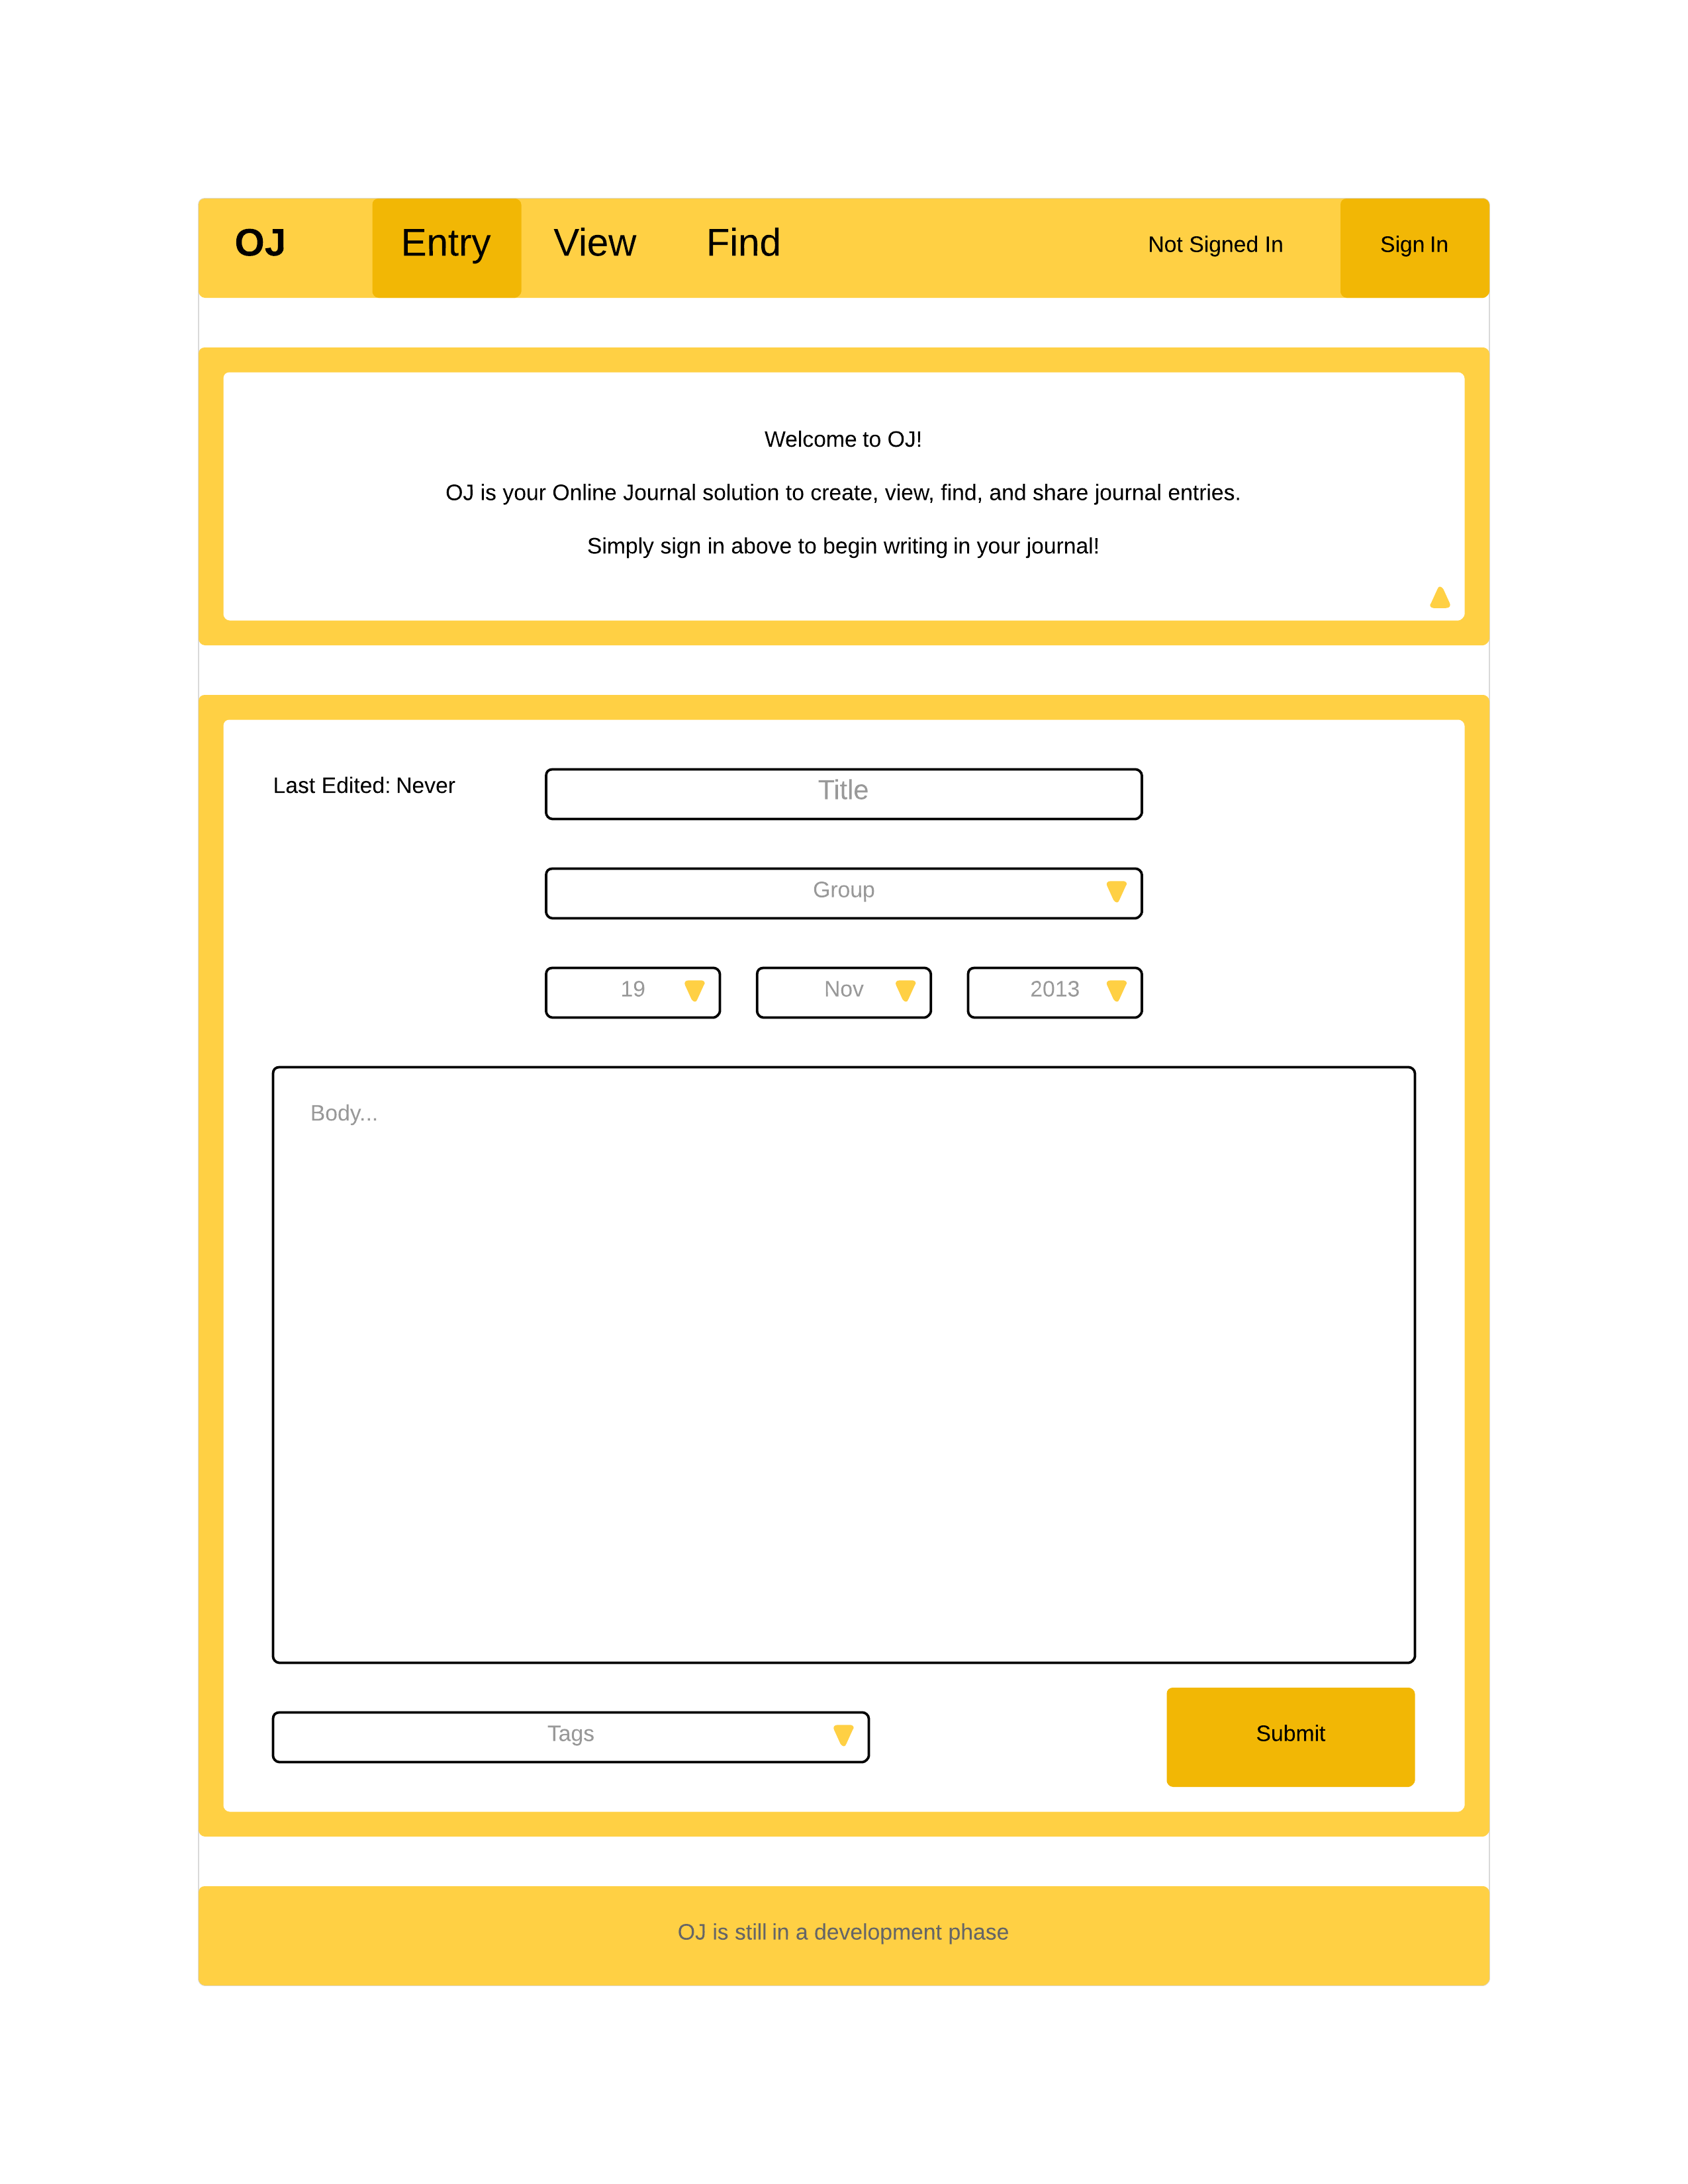 OJ Entry View Find Not Signed In Sign In
Welcome to OJ!
OJ is your Online Journal solution to create, view, find, and share journal entries.
Simply sign in above to begin writing in your journal!
Last Edited: Never Title
Group
19 Nov 2013
Body...
Tags Submit
OJ is still in a development phase